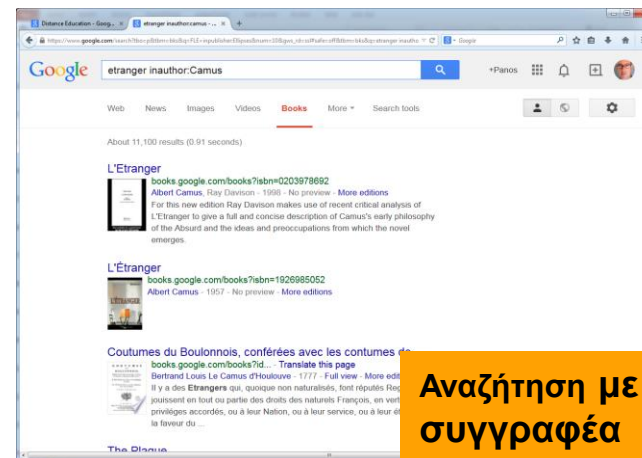 Distance Education - Goog...
etranger inauthor:camus - ...
Google
etranger inauthor:Camus
+Panos
Web News Images Videos Books More Search tools
About 11,100 results (0.91 seconds)
L'Etranger
books.google.com/books?isbn=0203978692
Albert Camus, Ray Davison - 1998 - No preview - More editions
For this new edition Ray Davison makes use of recent critical analysis of
L'Etranger to give a full and concise description of Camus's early philosophy
of the Absurd and the ideas and preoccupations from which the novel
emerges.
L'Étranger
books.google.com/books?isbn=1926985052
Albert Camus - 1957 - No preview - More editions
Coutumes du Boulonnois, conférées avec les contumes de
books.google.com/books?id... - Translate this page
Bertrand Louis Le Camus d'Houlouve - 1777 - Full view - More edit
Il y a des Etrangers qui, quoique non naturalisés, font réputés Reg
jouissent en tout ou partie des droits des naturels François, en vert
privilèges accordés, ou à leur Nation, ou à leur service, ou à leur ét
la faveur du ...
The Plague
Αναζήτηση με
συγγραφέα